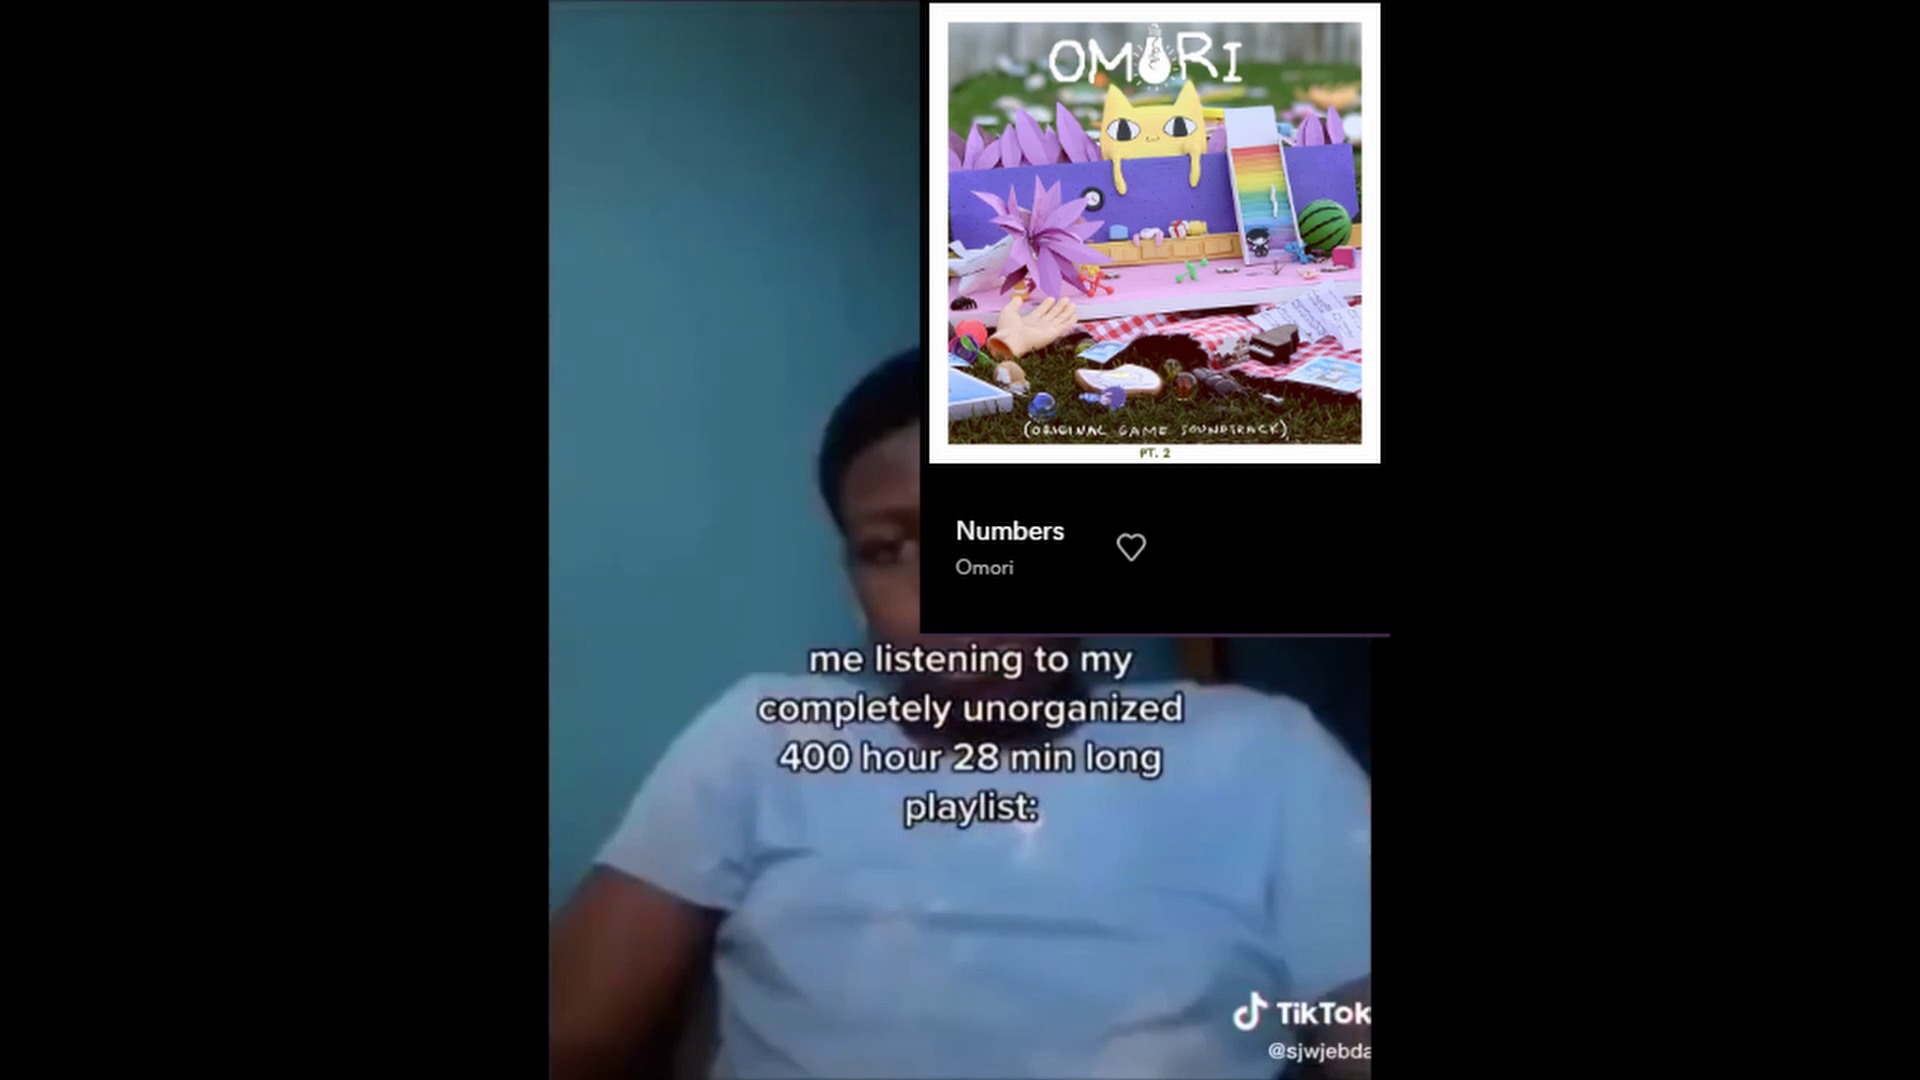 OMORI
(ORIGINAL GAME SOUNDTRACK)
PT. 2
Numbers
Omori
me listening to my
completely unorganized
400 hour 28 min long
playlist:
TikTok
@sjwjebda